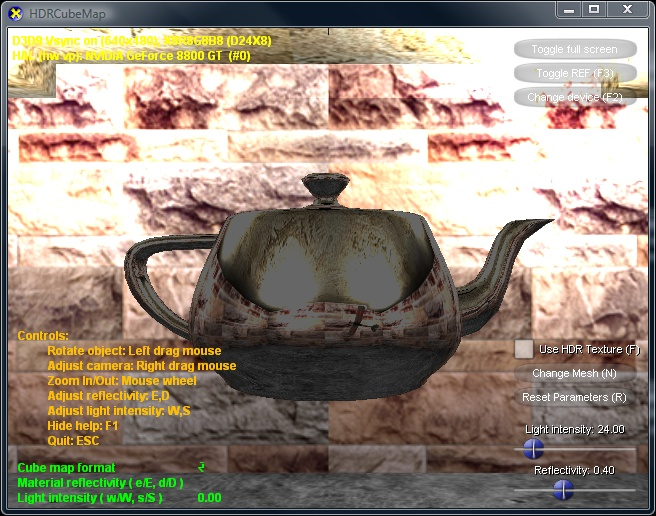 HDRCubeMap
D3D9 Vsync on
(D24X8)
HAL (hw vp): NVIDIA GeForce 8800 GT (#0)
Toggle full screen
Toggle REF (F3)
Change device (F2)
Controls:
Rotate object: Left drag mouse
Adjust camera: Right drag mouse
Zoom In/Out: Mouse wheel
Adjust reflectivity: E,D
Adjust light intensity: W,S
Hide help: F1
Quit: ESC
Use HDR Texture (F)
Change Mesh (N)
Reset Parameters (R)
Light intensity: 24.00
Reflectivity: 0.40
Cube map format
Material reflectivity ( e/E, d/D )
Light intensity ( w/W, s/S ) 0.00